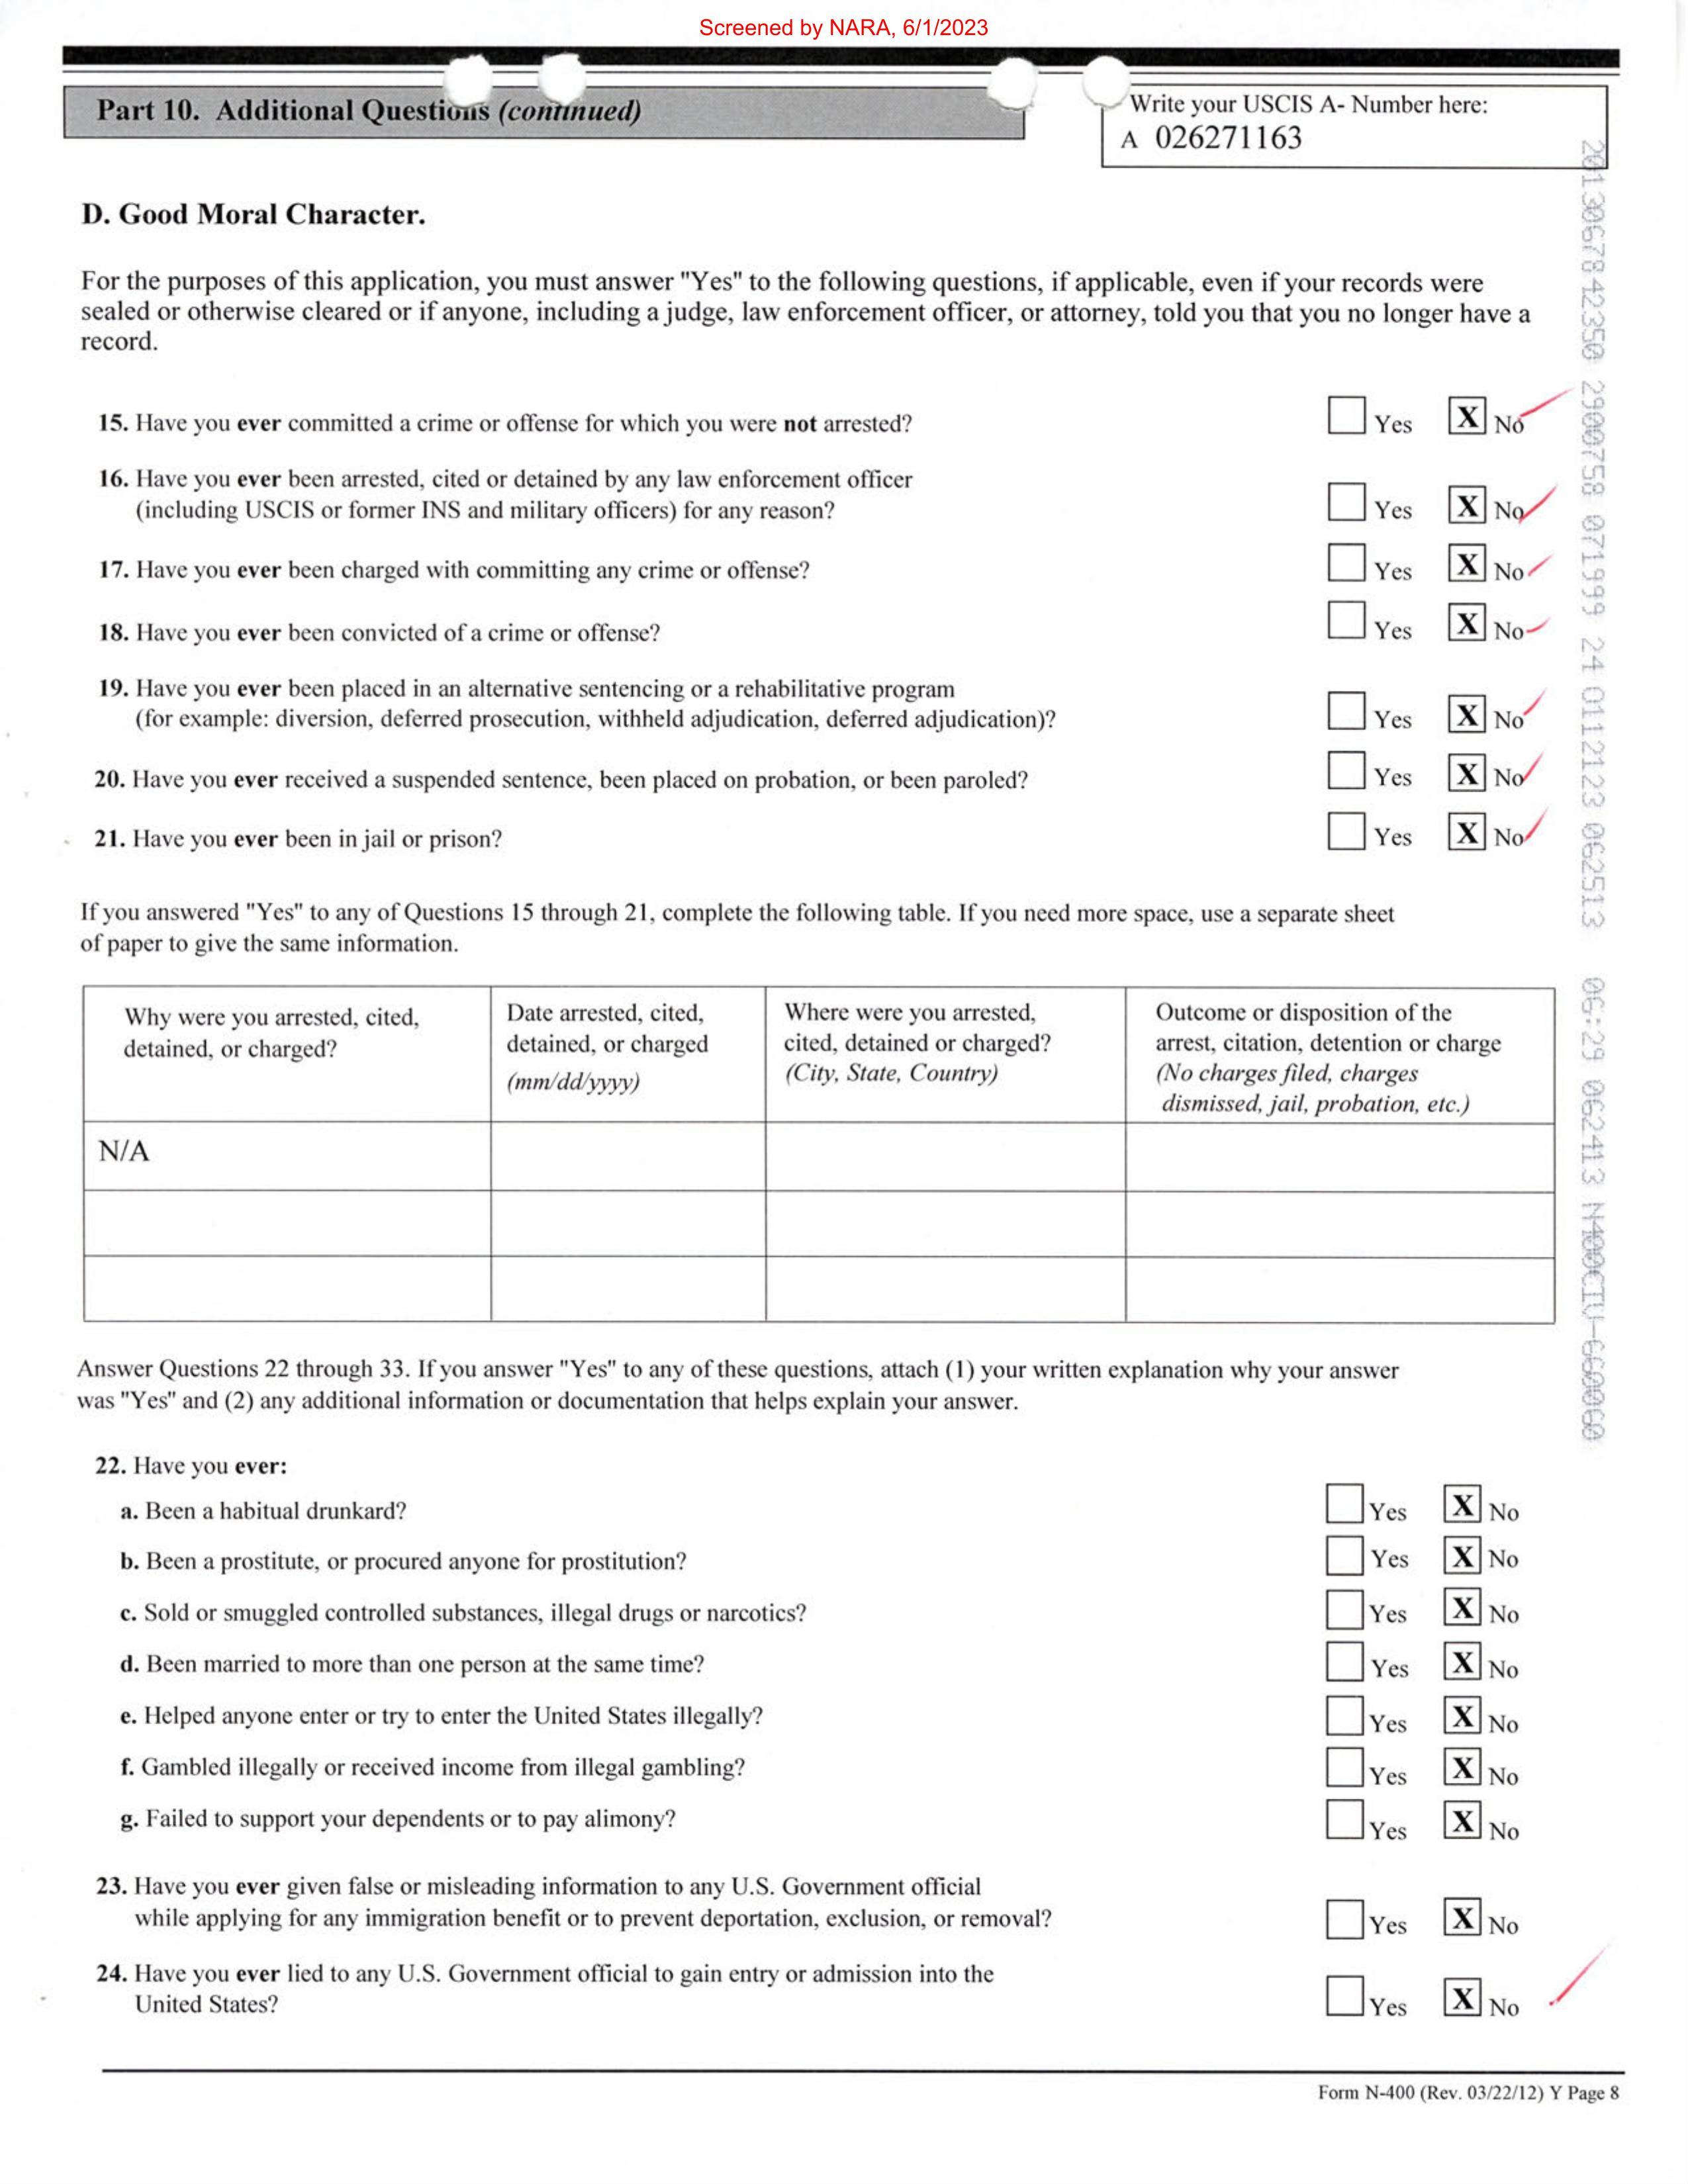 Screened by NARA, 6/1/2023
Part 10. Additional Questions (continued)
Write your USCIS A- Number here:
A 026271163
D. Good Moral Character.
For the purposes of this application, you must answer "Yes" to the following questions, if applicable, even if your records were
sealed or otherwise cleared or if anyone, including a judge, law enforcement officer, or attorney, told you that you no longer have a
record.
15. Have you ever committed a crime or offense for which you were not arrested? Yes X No
16. Have you ever been arrested, cited or detained by any law enforcement officer
(including USCIS or former INS and military officers) for any reason? Yes X No
17. Have you ever been charged with committing any crime or offense? Yes X No
18. Have you ever been convicted of a crime or offense? Yes X No
19. Have you ever been placed in an alternative sentencing or a rehabilitative program
(for example: diversion, deferred prosecution, withheld adjudication, deferred adjudication)? Yes X No
20. Have you ever received a suspended sentence, been placed on probation, or been paroled? Yes X No
21. Have you ever been in jail or prison? Yes X No
If you answered "Yes" to any of Questions 15 through 21, complete the following table. If you need more space, use a separate sheet
of paper to give the same information.
Why were you arrested, cited,
detained, or charged?
Date arrested, cited,
detained, or charged
(mm/dd/yyyy)
Where were you arrested,
cited, detained or charged?
(City, State, Country)
Outcome or disposition of the
arrest, citation, detention or charge
(No charges filed, charges
dismissed, jail, probation, etc.)
N/A
Answer Questions 22 through 33. If you answer "Yes" to any of these questions, attach (1) your written explanation why your answer
was "Yes" and (2) any additional information or documentation that helps explain your answer.
22. Have you ever:
a. Been a habitual drunkard? Yes X No
b. Been a prostitute, or procured anyone for prostitution? Yes X No
c. Sold or smuggled controlled substances, illegal drugs or narcotics? Yes X No
d. Been married to more than one person at the same time? Yes X No
e. Helped anyone enter or try to enter the United States illegally? Yes X No
f. Gambled illegally or received income from illegal gambling? Yes X No
g. Failed to support your dependents or to pay alimony? Yes X No
23. Have you ever given false or misleading information to any U.S. Government official
while applying for any immigration benefit or to prevent deportation, exclusion, or removal? Yes X No
24. Have you ever lied to any U.S. Government official to gain entry or admission into the
United States? Yes X No
Form N-400 (Rev. 03/22/12) Y Page 8
071999 24 0112123 062513 06:29 062413